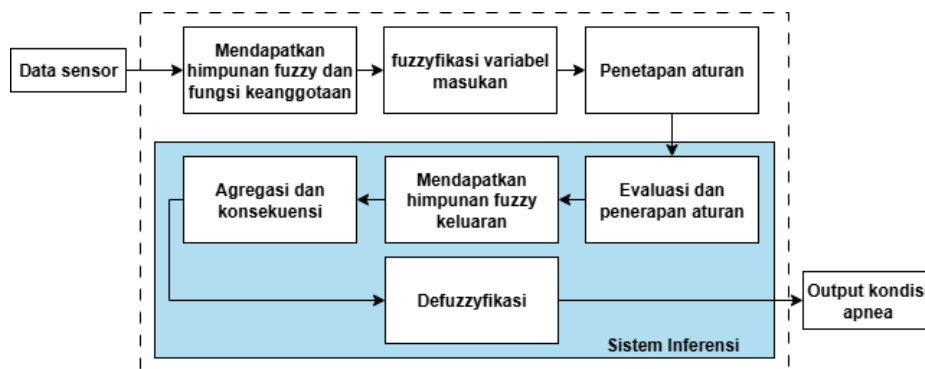 Data sensor
Mendapatkan
himpunan fuzzy dan
fungsi keanggotaan
fuzzyfikasi variabel
masukan
Penetapan aturan
Evaluasi dan
penerapan aturan
Mendapatkan
himpunan fuzzy
keluaran
Agregasi dan
konsekuensi
Defuzzyfikasi
Output kondisi
apnea
Sistem Inferensi